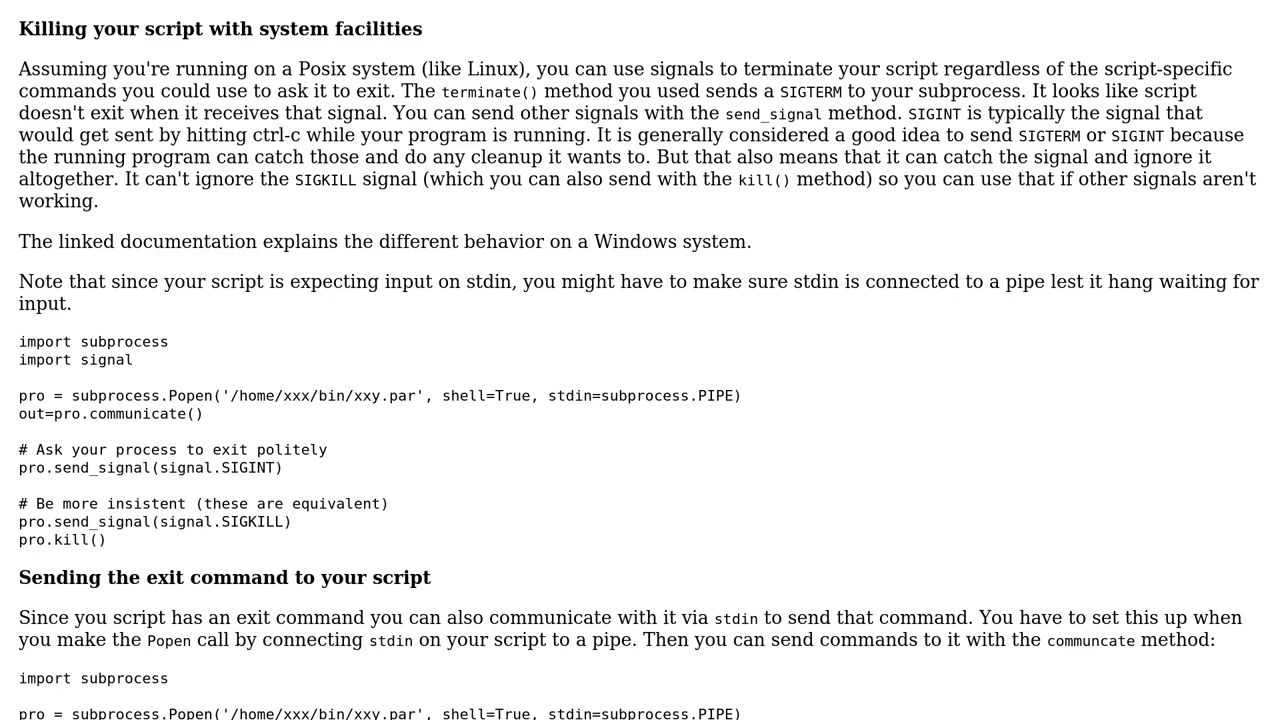 Killing your script with system facilities
Assuming you're running on a Posix system (like Linux), you can use signals to terminate your script regardless of the script-specific
commands you could use to ask it to exit. The terminate() method you used sends a SIGTERM to your subprocess. It looks like script
doesn't exit when it receives that signal. You can send other signals with the send_signal method. SIGINT is typically the signal that
would get sent by hitting ctrl-c while your program is running. It is generally considered a good idea to send SIGTERM or SIGINT because
the running program can catch those and do any cleanup it wants to. But that also means that it can catch the signal and ignore it
altogether. It can't ignore the SIGKILL signal (which you can also send with the kill() method) so you can use that if other signals aren't
working.
The linked documentation explains the different behavior on a Windows system.
Note that since your script is expecting input on stdin, you might have to make sure stdin is connected to a pipe lest it hang waiting for
input.
import subprocess
import signal
pro = subprocess.Popen('/home/xxx/bin/xxy.par', shell=True, stdin=subprocess.PIPE)
out=pro.communicate()
# Ask your process to exit politely
pro.send_signal(signal.SIGINT)
# Be more insistent (these are equivalent)
pro.send_signal(signal.SIGKILL)
pro.kill()
Sending the exit command to your script
Since you script has an exit command you can also communicate with it via stdin to send that command. You have to set this up when
you make the Popen call by connecting stdin on your script to a pipe. Then you can send commands to it with the communcate method:
import subprocess
pro = subprocess.Popen('/home/xxx/bin/xxy.par', shell=True, stdin=subprocess.PIPE)